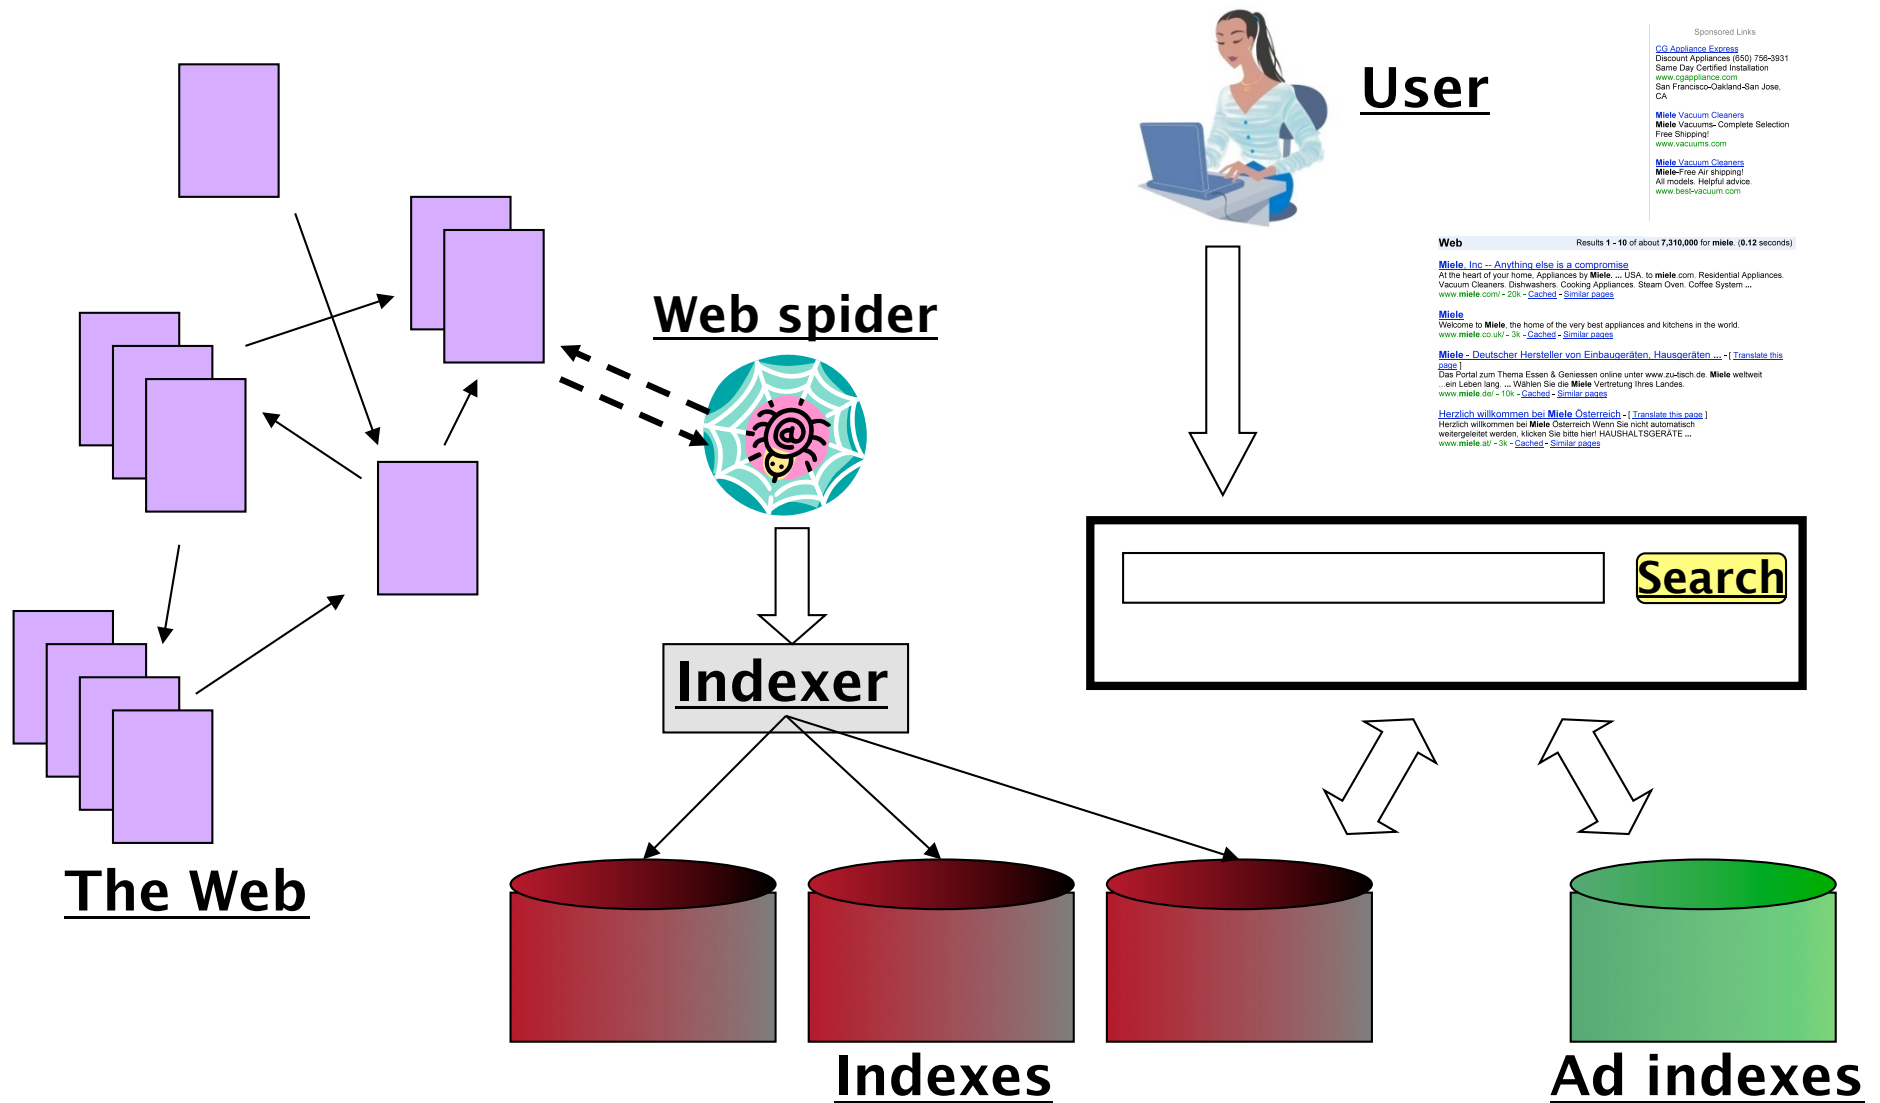 User
Sponsored Links
CG Appliance Express
Discount Appliances (650) 756-3931
Same Day Certified Installation
www.cgappliance.com
San Francisco-Oakland-San Jose,
CA
Miele Vacuum Cleaners
Miele Vacuums- Complete Selection
Free Shipping!
www.vacuums.com
Miele Vacuum Cleaners
Miele-Free Air shipping!
All models. Helpful advice.
www.best-vacuum.com
Web Results 1 - 10 of about 7,310,000 for miele. (0.12 seconds)
Miele, Inc -- Anything else is a compromise
At the heart of your home, Appliances by Miele. ... USA. to miele.com. Residential Appliances.
Vacuum Cleaners. Dishwashers. Cooking Appliances. Steam Oven. Coffee System ...
www.miele.com/ - 20k - Cached - Similar pages
Miele
Welcome to Miele, the home of the very best appliances and kitchens in the world.
www.miele.co.uk/ - 3k - Cached - Similar pages
Miele - Deutscher Hersteller von Einbaugeräten, Hausgeräten ... - [ Translate this
page ]
Das Portal zum Thema Essen & Geniessen online unter www.zu-tisch.de. Miele weltweit
...ein Leben lang. ... Wählen Sie die Miele Vertretung Ihres Landes.
www.miele.de/ - 10k - Cached - Similar pages
Herzlich willkommen bei Miele Österreich - [ Translate this page ]
Herzlich willkommen bei Miele Österreich Wenn Sie nicht automatisch
weitergeleitet werden, klicken Sie bitte hier! HAUSHALTSGERÄTE ...
www.miele.at/ - 3k - Cached - Similar pages
Web spider
@
Search
Indexer
The Web
Indexes
Ad indexes